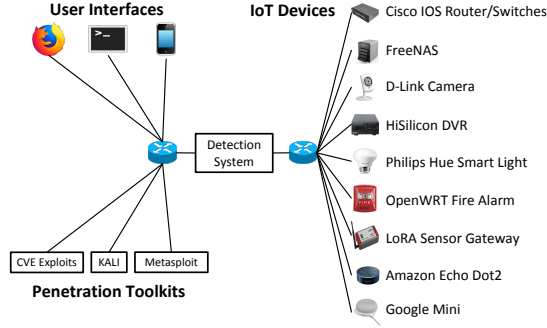 User Interfaces
IoT Devices
>_
Cisco IOS Router/Switches
FreeNAS
D-Link Camera
HiSilicon DVR
Detection
System
Philips Hue Smart Light
OpenWRT Fire Alarm
LoRA Sensor Gateway
CVE Exploits
KALI
Metasploit
Amazon Echo Dot2
Penetration Toolkits
Google Mini